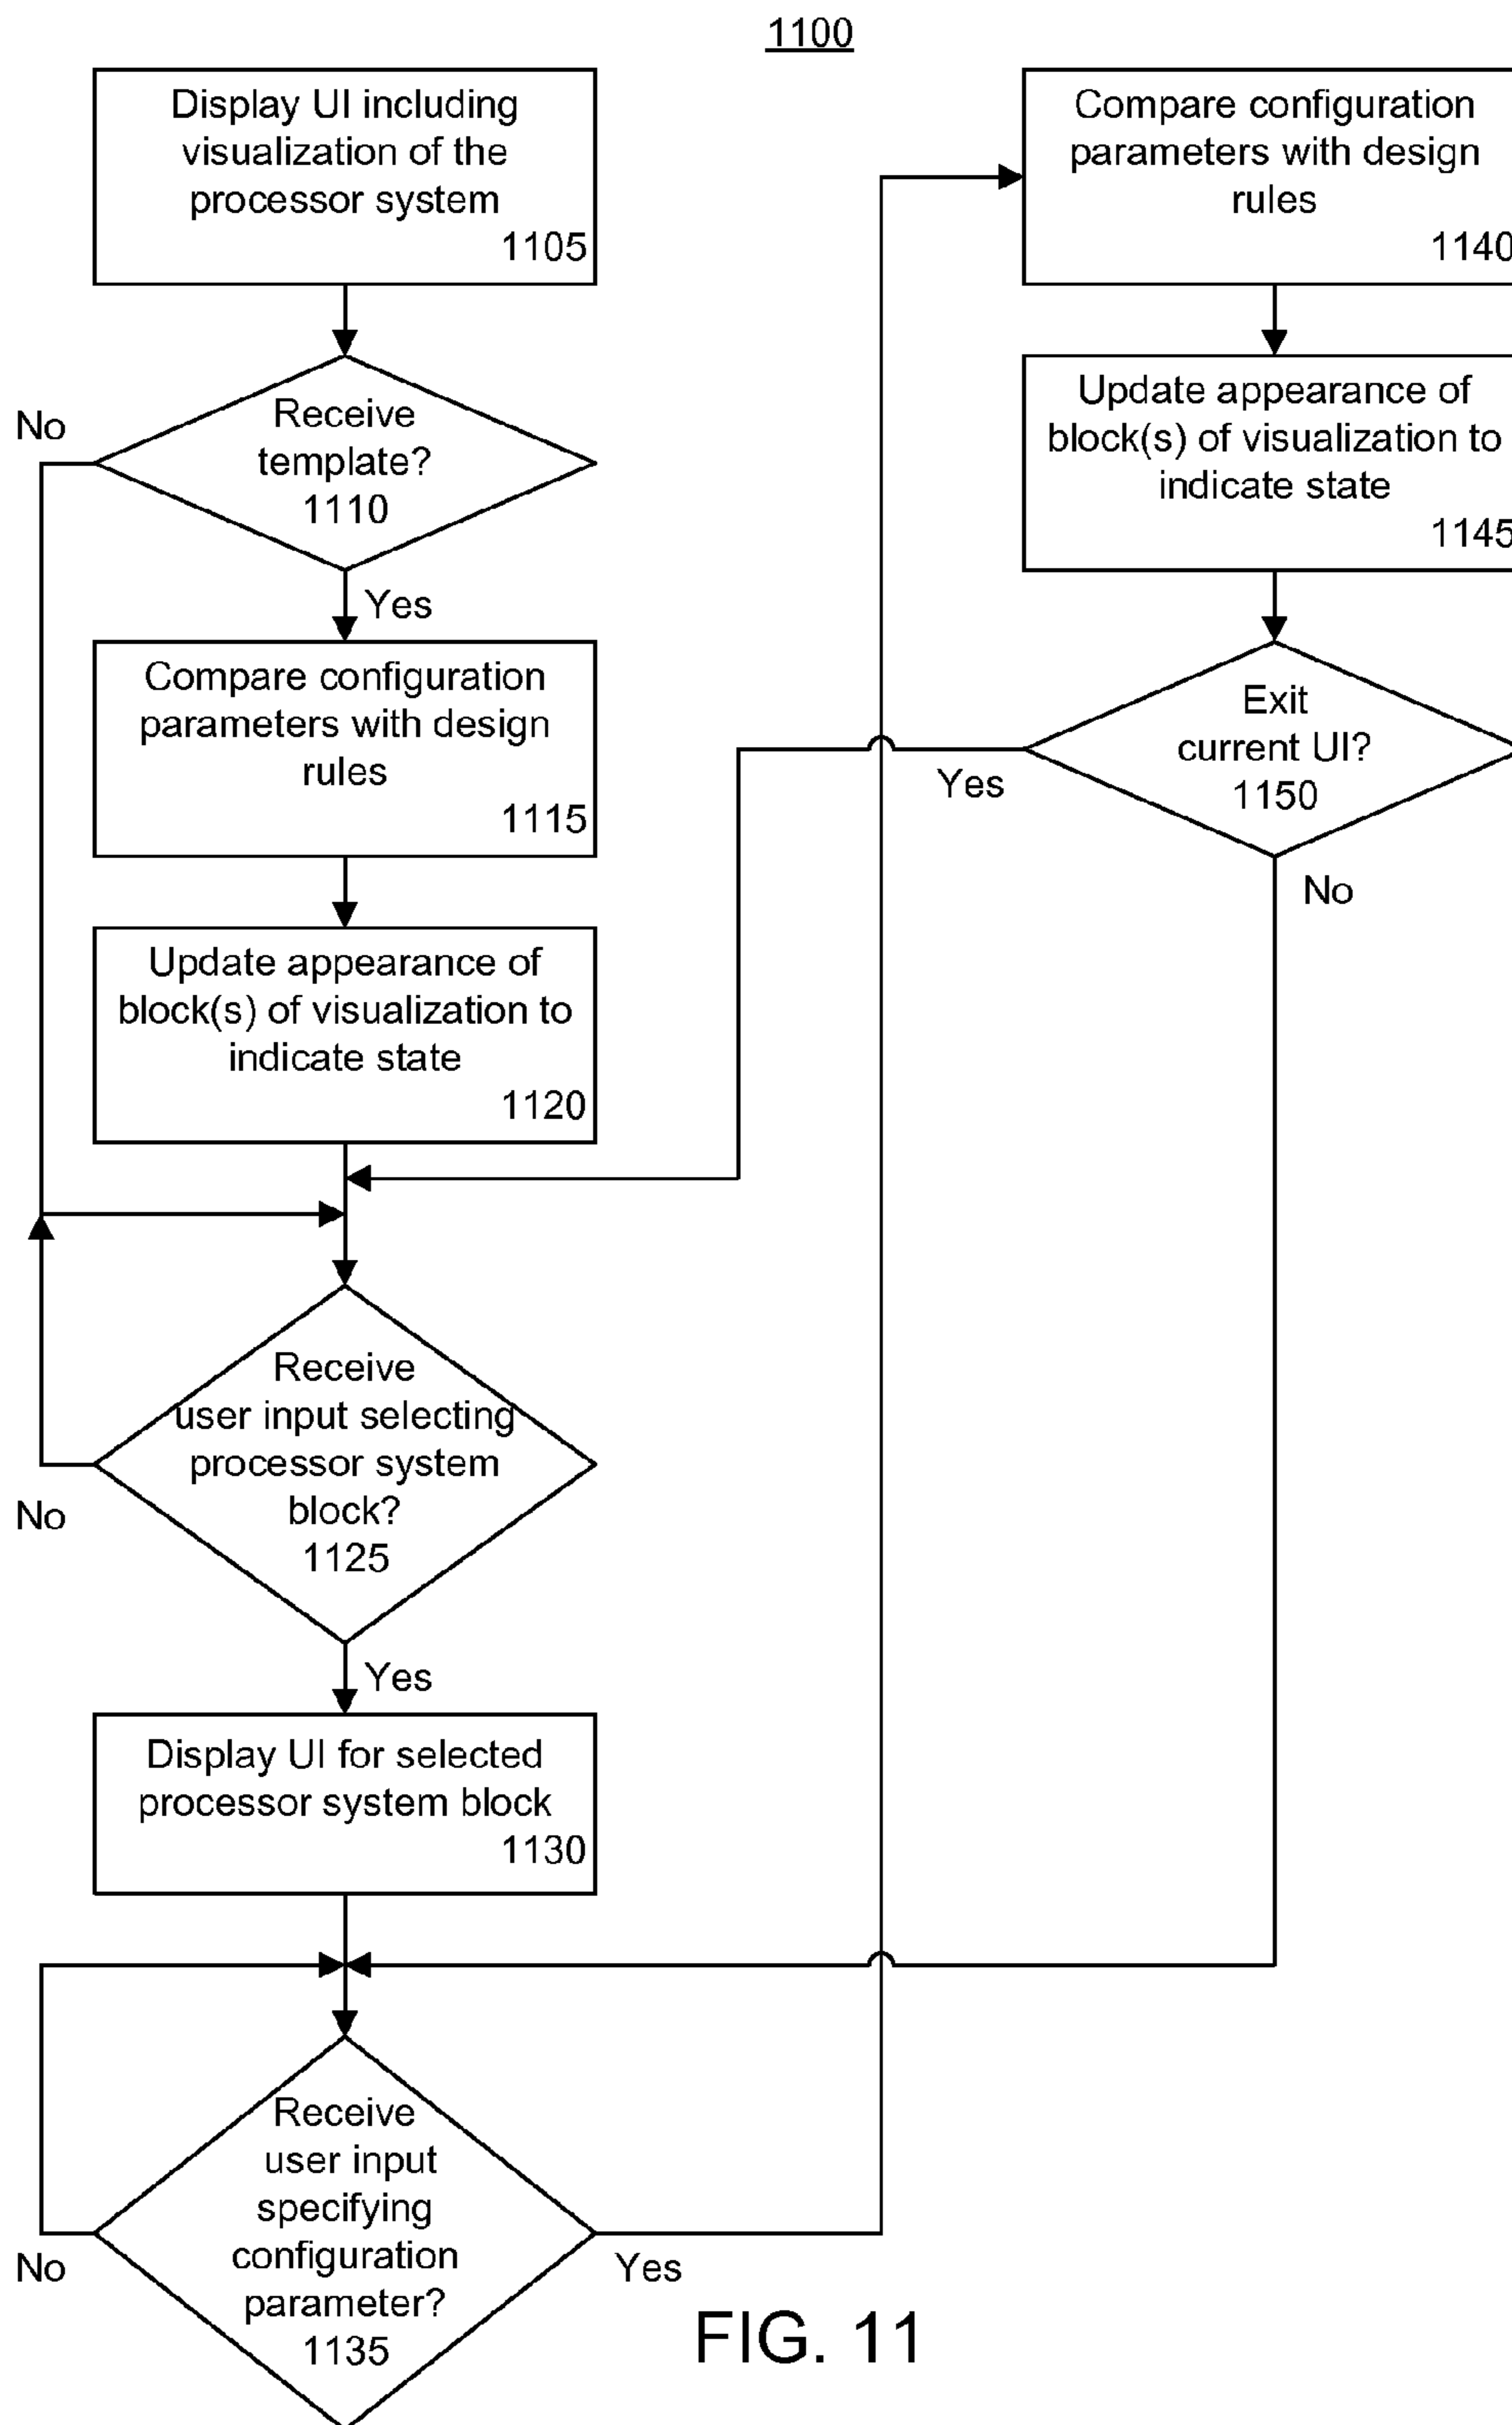 1100
Display UI including
visualization of the
processor system
1105
Receive
template?
1110
No
Yes
Compare configuration
parameters with design
rules
1115
Update appearance of
block(s) of visualization to
indicate state
1120
Receive
user input selecting
processor system
block?
1125
No
Yes
Display UI for selected
processor system block
1130
Receive
user input
specifying
configuration
parameter?
1135
No
Yes
Compare configuration
parameters with design
rules
1140
Update appearance of
block(s) of visualization to
indicate state
1145
Exit
current UI?
1150
Yes
No
FIG. 11